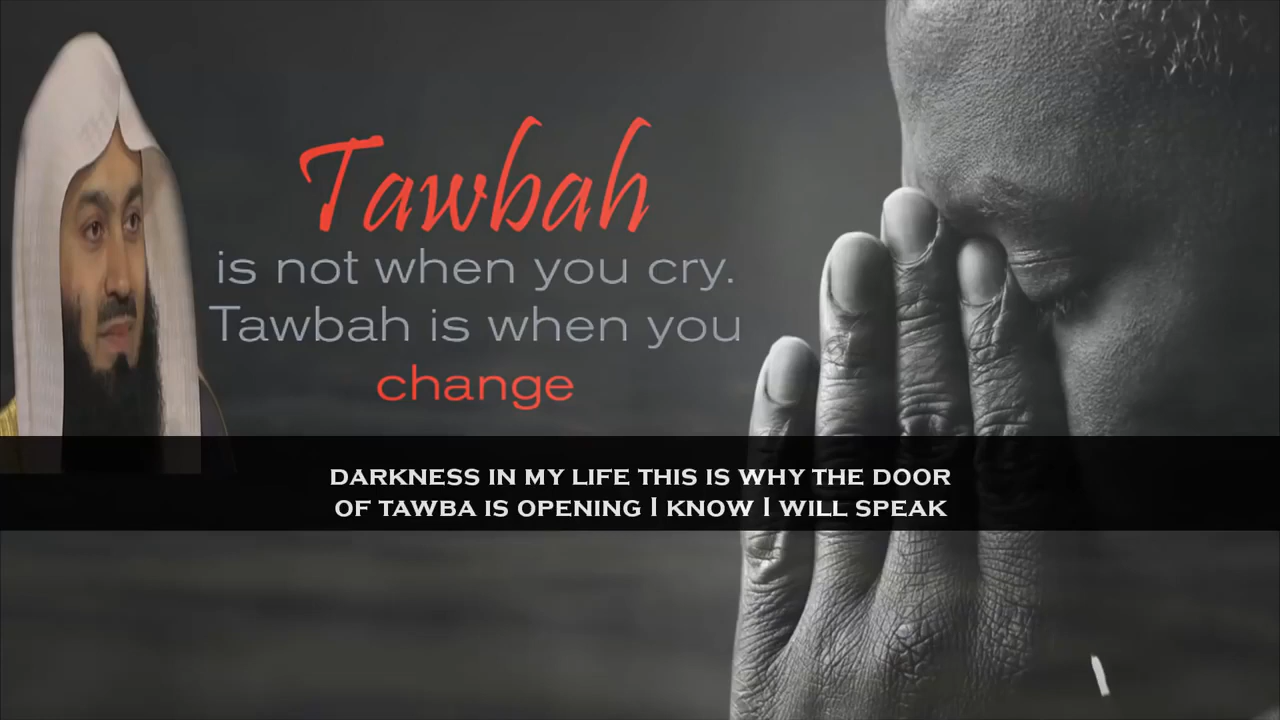 Tawbah
is not when you cry.
Tawbah is when you
change
DARKNESS IN MY LIFE THIS IS WHY THE DOOR
OF TAWBA IS OPENING I KNOW I WILL SPEAK